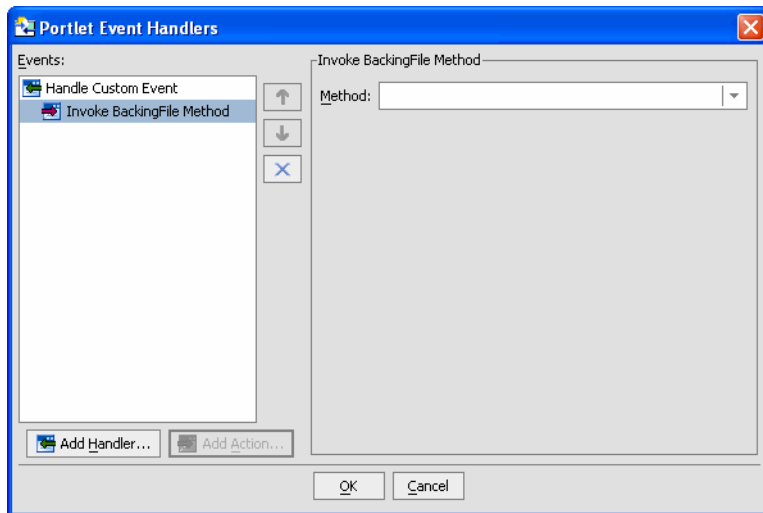 Portlet Event Handlers
Events:
Handle Custom Event
Invoke BackingFile Method
Invoke BackingFile Method
Method:
Add Handler... Add Action...
OK Cancel